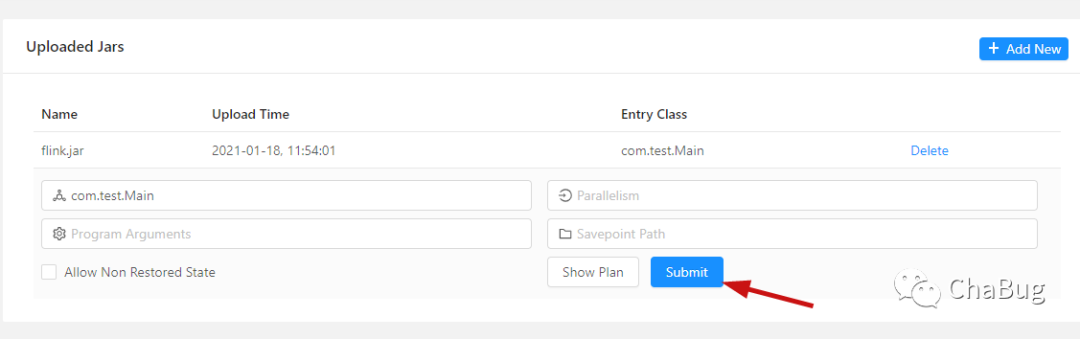 Uploaded Jars
+ Add New
Name Upload Time Entry Class
flink.jar 2021-01-18, 11:54:01 com.test.Main Delete
com.test.Main Parallelism
Program Arguments Savepoint Path
Allow Non Restored State Show Plan Submit
ChaBug